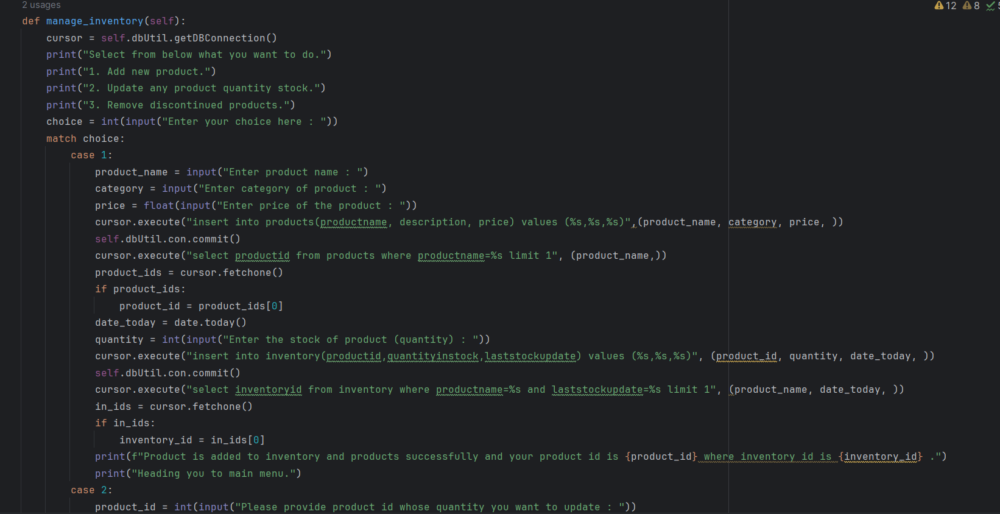 2 usages
12 8 5
def manage_inventory(self):
    cursor = self.dbUtil.getDBConnection()
    print("Select from below what you want to do.")
    print("1. Add new product.")
    print("2. Update any product quantity stock.")
    print("3. Remove discontinued products.")
    choice = int(input("Enter your choice here : "))
    match choice:
        case 1:
            product_name = input("Enter product name : ")
            category = input("Enter category of product : ")
            price = float(input("Enter price of the product : "))
            cursor.execute("insert into products(productname, description, price) values (%s,%s,%s)",(product_name, category, price, ))
            self.dbUtil.con.commit()
            cursor.execute("select productid from products where productname=%s limit 1", (product_name,))
            product_ids = cursor.fetchone()
            if product_ids:
                product_id = product_ids[0]
            date_today = date.today()
            quantity = int(input("Enter the stock of product (quantity) : "))
            cursor.execute("insert into inventory(productid,quantityinstock,laststockupdate) values (%s,%s,%s)", (product_id, quantity, date_today, ))
            self.dbUtil.con.commit()
            cursor.execute("select inventoryid from inventory where productname=%s and laststockupdate=%s limit 1", (product_name, date_today, ))
            in_ids = cursor.fetchone()
            if in_ids:
                inventory_id = in_ids[0]
            print(f"Product is added to inventory and products successfully and your product id is {product_id} where inventory id is {inventory_id} .")
            print("Heading you to main menu.")
        case 2:
            product_id = int(input("Please provide product id whose quantity you want to update : "))